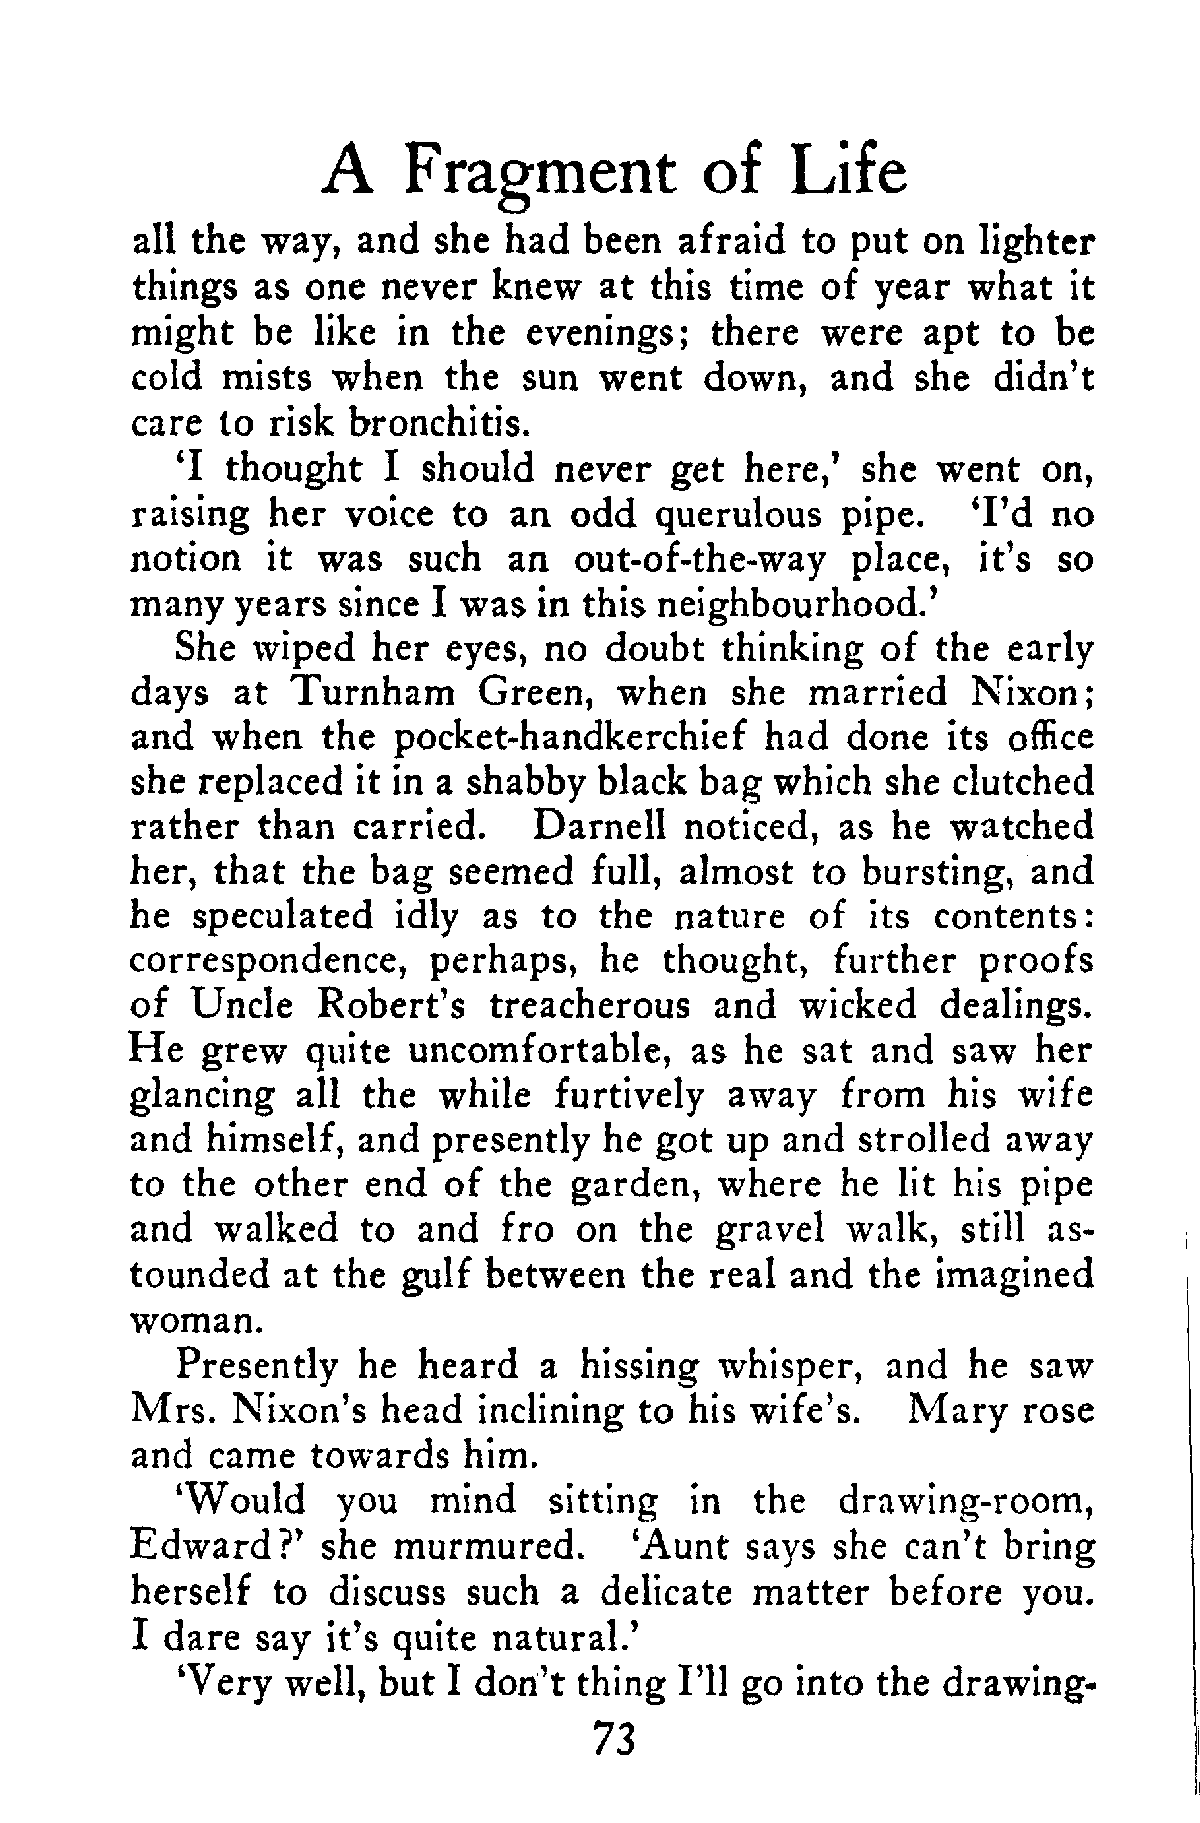 A Fragment of Life
all the way, and she had been afraid to put on lighter
things as one never knew at this time of year what it
might be like in the evenings; there were apt to be
cold mists when the sun went down, and she didn't
care to risk bronchitis.
‘I thought I should never get here,’ she went on,
raising her voice to an odd querulous pipe. ‘I’d no
notion it was such an out-of-the-way place, it’s so
many years since I was in this neighbourhood.’
She wiped her eyes, no doubt thinking of the early
days at Turnham Green, when she married Nixon;
and when the pocket-handkerchief had done its office
she replaced it in a shabby black bag which she clutched
rather than carried. Darnell noticed, as he watched
her, that the bag seemed full, almost to bursting, and
he speculated idly as to the nature of its contents:
correspondence, perhaps, he thought, further proofs
of Uncle Robert’s treacherous and wicked dealings.
He grew quite uncomfortable, as he sat and saw her
glancing all the while furtively away from his wife
and himself, and presently he got up and strolled away
to the other end of the garden, where he lit his pipe
and walked to and fro on the gravel walk, still as-
tounded at the gulf between the real and the imagined
woman.
Presently he heard a hissing whisper, and he saw
Mrs. Nixon’s head inclining to his wife’s. Mary rose
and came towards him.
‘Would you mind sitting in the drawing-room,
Edward?’ she murmured. ‘Aunt says she can’t bring
herself to discuss such a delicate matter before you.
I dare say it’s quite natural.’
‘Very well, but I don’t thing I’ll go into the drawing-
73